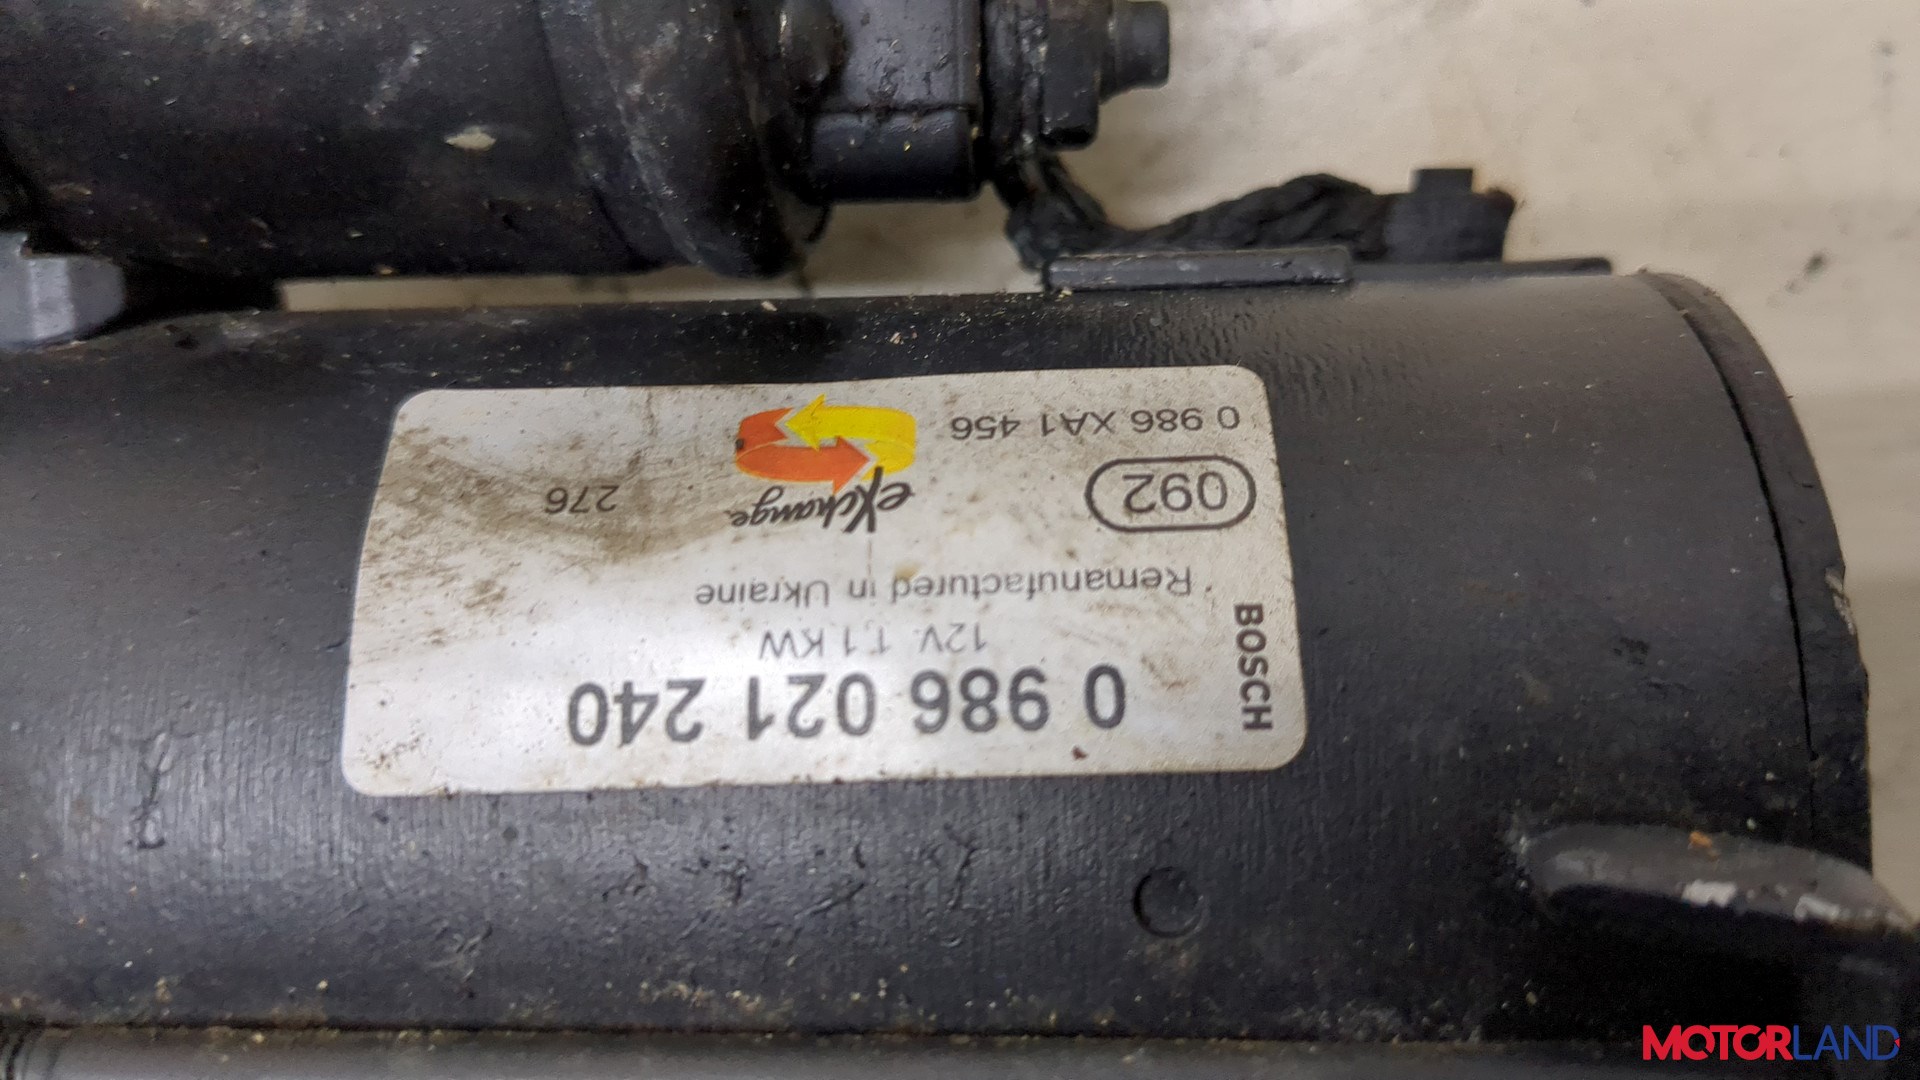 BOSCH
0 986 021 240
12V 1.1 KW
Remanufactured in Ukraine
092
eXchange
276
0 986 XA1 456
MOTORLAND